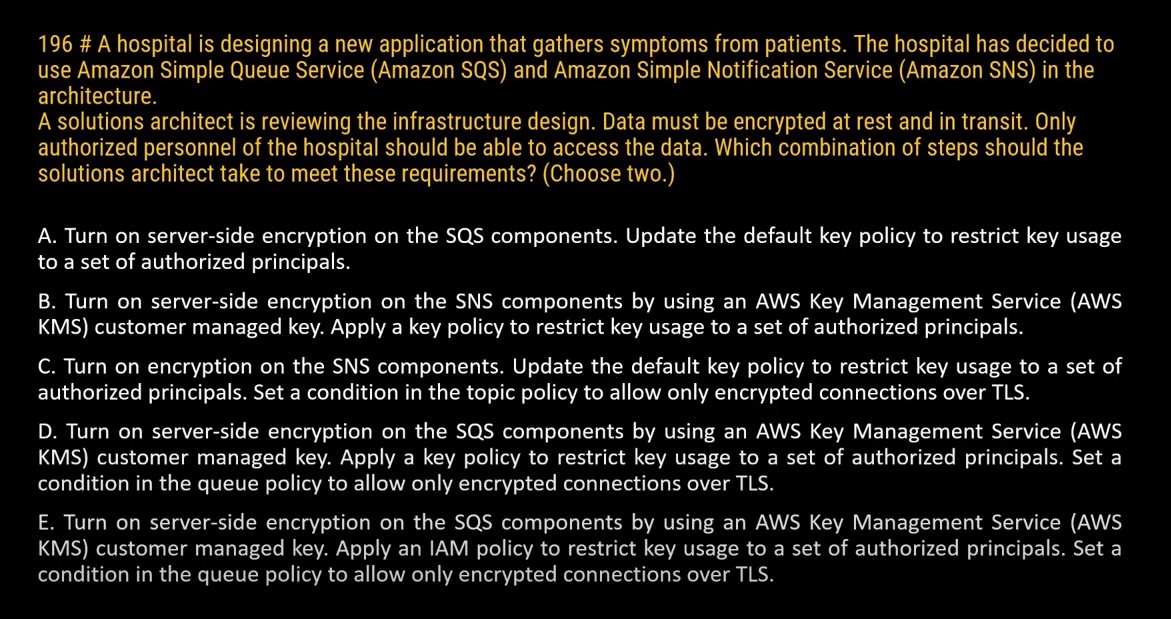 196 # A hospital is designing a new application that gathers symptoms from patients. The hospital has decided to
use Amazon Simple Queue Service (Amazon SQS) and Amazon Simple Notification Service (Amazon SNS) in the
architecture.
A solutions architect is reviewing the infrastructure design. Data must be encrypted at rest and in transit. Only
authorized personnel of the hospital should be able to access the data. Which combination of steps should the
solutions architect take to meet these requirements? (Choose two.)
A. Turn on server-side encryption on the SQS components. Update the default key policy to restrict key usage
to a set of authorized principals.
B. Turn on server-side encryption on the SNS components by using an AWS Key Management Service (AWS
KMS) customer managed key. Apply a key policy to restrict key usage to a set of authorized principals.
C. Turn on encryption on the SNS components. Update the default key policy to restrict key usage to a set of
authorized principals. Set a condition in the topic policy to allow only encrypted connections over TLS.
D. Turn on server-side encryption on the SQS components by using an AWS Key Management Service (AWS
KMS) customer managed key. Apply a key policy to restrict key usage to a set of authorized principals. Set a
condition in the queue policy to allow only encrypted connections over TLS.
E. Turn on server-side encryption on the SQS components by using an AWS Key Management Service (AWS
KMS) customer managed key. Apply an IAM policy to restrict key usage to a set of authorized principals. Set a
condition in the queue policy to allow only encrypted connections over TLS.